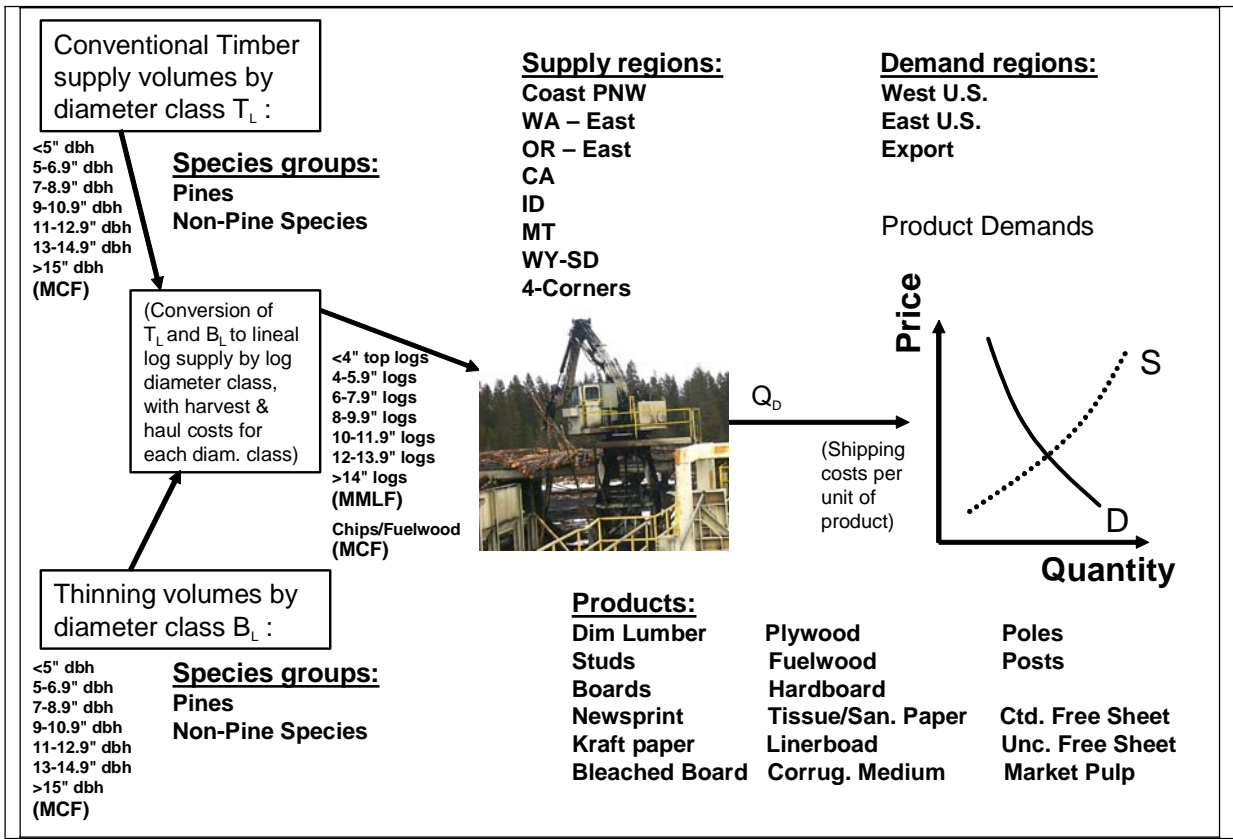 Conventional Timber
supply volumes by
diameter class T_L :
<5" dbh
5-6.9" dbh
7-8.9" dbh
9-10.9" dbh
11-12.9" dbh
13-14.9" dbh
>15" dbh
(MCF)
Species groups:
Pines
Non-Pine Species
(Conversion of
T_L and B_L to lineal
log supply by log
diameter class,
with harvest &
haul costs for
each diam. class)
<4" top logs
4-5.9" logs
6-7.9" logs
8-9.9" logs
10-11.9" logs
12-13.9" logs
>14" logs
(MMLF)
Chips/Fuelwood
(MCF)
Thinning volumes by
diameter class B_L :
<5" dbh
5-6.9" dbh
7-8.9" dbh
9-10.9" dbh
11-12.9" dbh
13-14.9" dbh
>15" dbh
(MCF)
Species groups:
Pines
Non-Pine Species
Supply regions:
Coast PNW
WA – East
OR – East
CA
ID
MT
WY-SD
4-Corners
Demand regions:
West U.S.
East U.S.
Export
Q_D
(Shipping
costs per
unit of
product)
Product Demands
Price
S
D
Quantity
Products:
Dim Lumber Plywood Poles
Studs Fuelwood Posts
Boards Hardboard
Newsprint Tissue/San. Paper Ctd. Free Sheet
Kraft paper Linerboad Unc. Free Sheet
Bleached Board Corrug. Medium Market Pulp